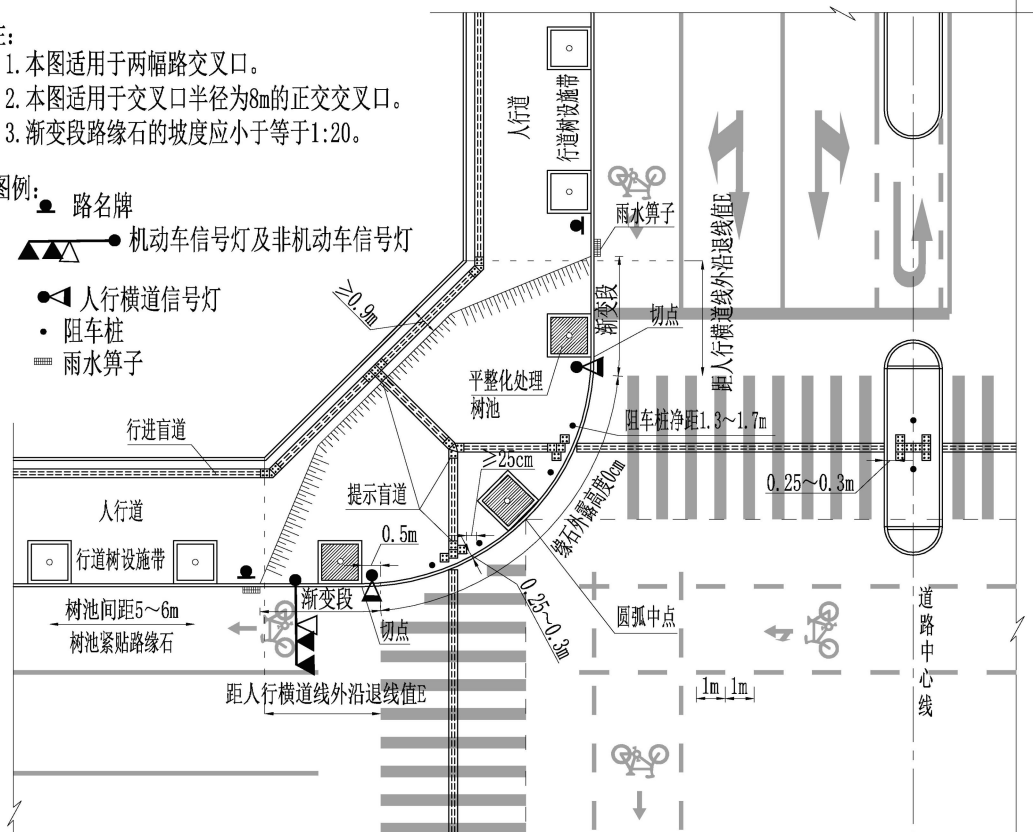 注:
1.本图适用于两幅路交叉口。
2.本图适用于交叉口半径为8m的正交交叉口。
3.渐变段路缘石的坡度应小于等于1:20。
图例:
路名牌
机动车信号灯及非机动车信号灯
人行横道信号灯
阻车桩
雨水箅子
人行道
行道树设施带
雨水箅子
≥0.9m
渐变段
切点
距人行横道线外沿退线值E
平整化处理
树池
阻车桩净距1.3~1.7m
行进盲道
≥25cm
0.25~0.3m
提示盲道
缘石外露高度0cm
人行道
0.5m
行道树设施带
0.25~0.3m
渐变段
切点
圆弧中点
树池间距5~6m
树池紧贴路缘石
距人行横道线外沿退线值E
1m
1m
道路中心线